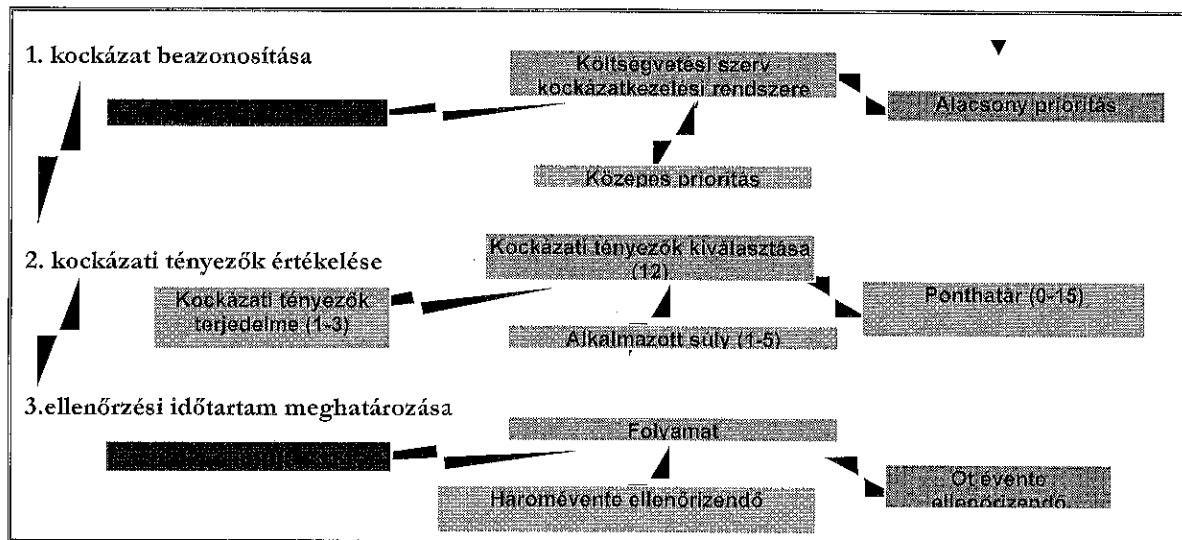 1. kockázat beazonosítása
Költségvetési szerv
kockázatkezelési rendszere
Alacsony prioritás
Közepes prioritás
2. kockázati tényezők értékelése
Kockázati tényezők kiválasztása
(12)
Kockázati tényezők
terjedelme (1-3)
Ponthatár (0-15)
Alkalmazott súly (1-5)
3.ellenőrzési időtartam meghatározása
Folyamat
Háromévente ellenőrizendő
Öt évente
ellenőrizendő